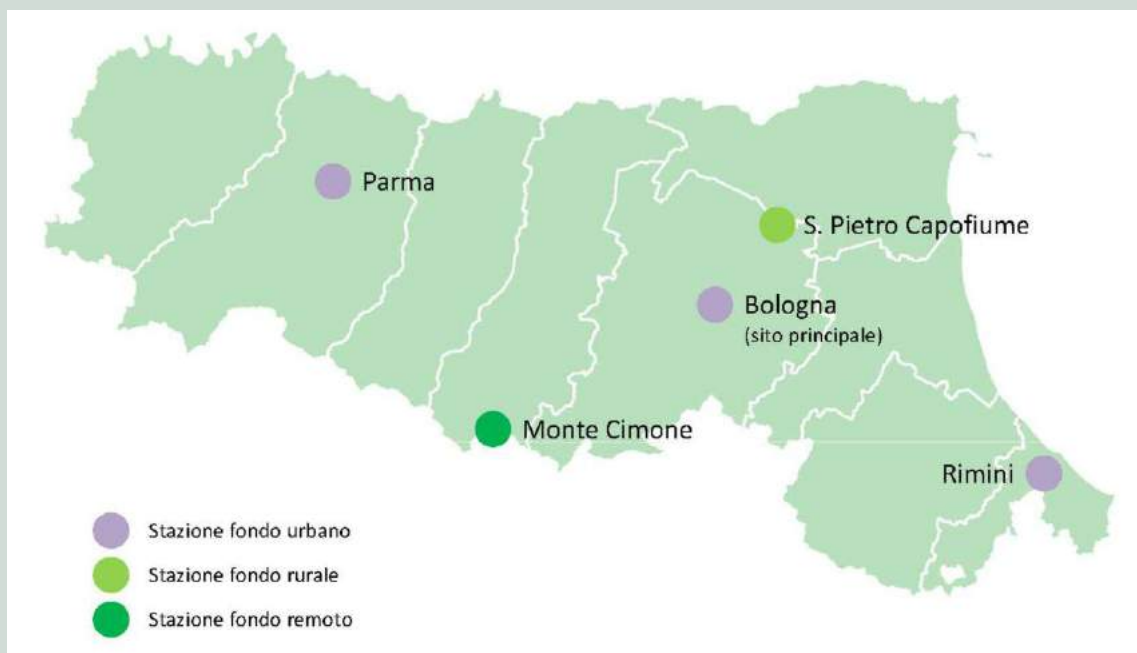 Parma
S. Pietro Capofiume
Bologna
(sito principale)
Monte Cimone
Rimini
Stazione fondo urbano
Stazione fondo rurale
Stazione fondo remoto